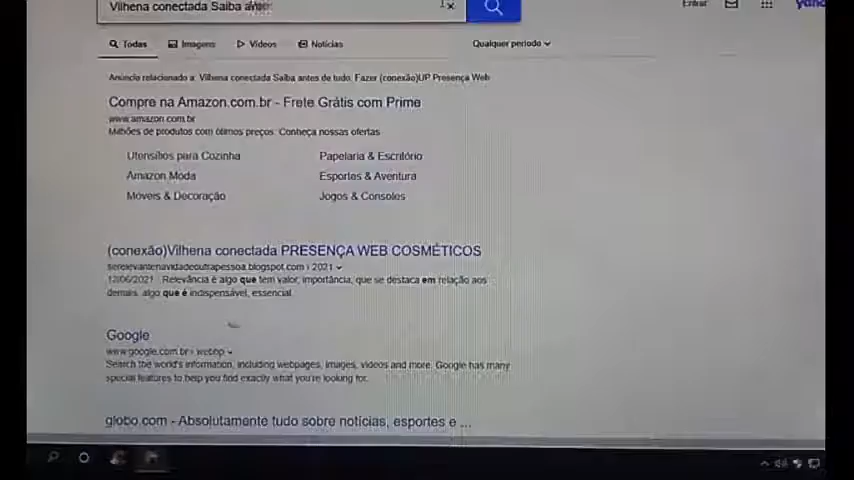 Vilhena conectada Saiba
Entrar
Todas Imagens Vídeos Notícias Qualquer período
Anúncio relacionado a: Vilhena conectada Saiba antes de tudo. Fazer (conexão)UP Presença Web
Compre na Amazon.com.br - Frete Grátis com Prime
www.amazon.com.br
Milhões de produtos com ótimos preços. Conheça nossas ofertas
Utensílios para Cozinha Papelaria & Escritório
Amazon Moda Esportes & Aventura
Móveis & Decoração Jogos & Consoles
(conexão)Vilhena conectada PRESENÇA WEB COSMÉTICOS
serelevantenavidadeoutrapessoa.blogspot.com › 2021
12/06/2021 · Relevância é algo que tem valor, importância, que se destaca em relação aos
demais, algo que é indispensável, essencial.
Google
www.google.com.br › webhp
Search the world's information, including webpages, images, videos and more. Google has many
special features to help you find exactly what you're looking for.
globo.com - Absolutamente tudo sobre notícias, esportes e ...